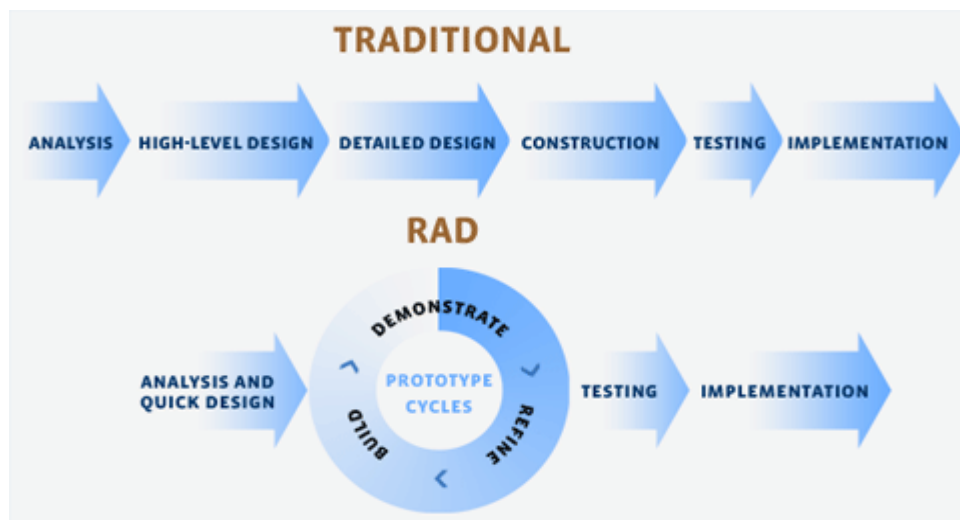 TRADITIONAL
ANALYSIS
HIGH-LEVEL DESIGN
DETAILED DESIGN
CONSTRUCTION
TESTING
IMPLEMENTATION
RAD
ANALYSIS AND
QUICK DESIGN
DEMONSTRATE
REFINE
BUILD
PROTOTYPE
CYCLES
TESTING
IMPLEMENTATION